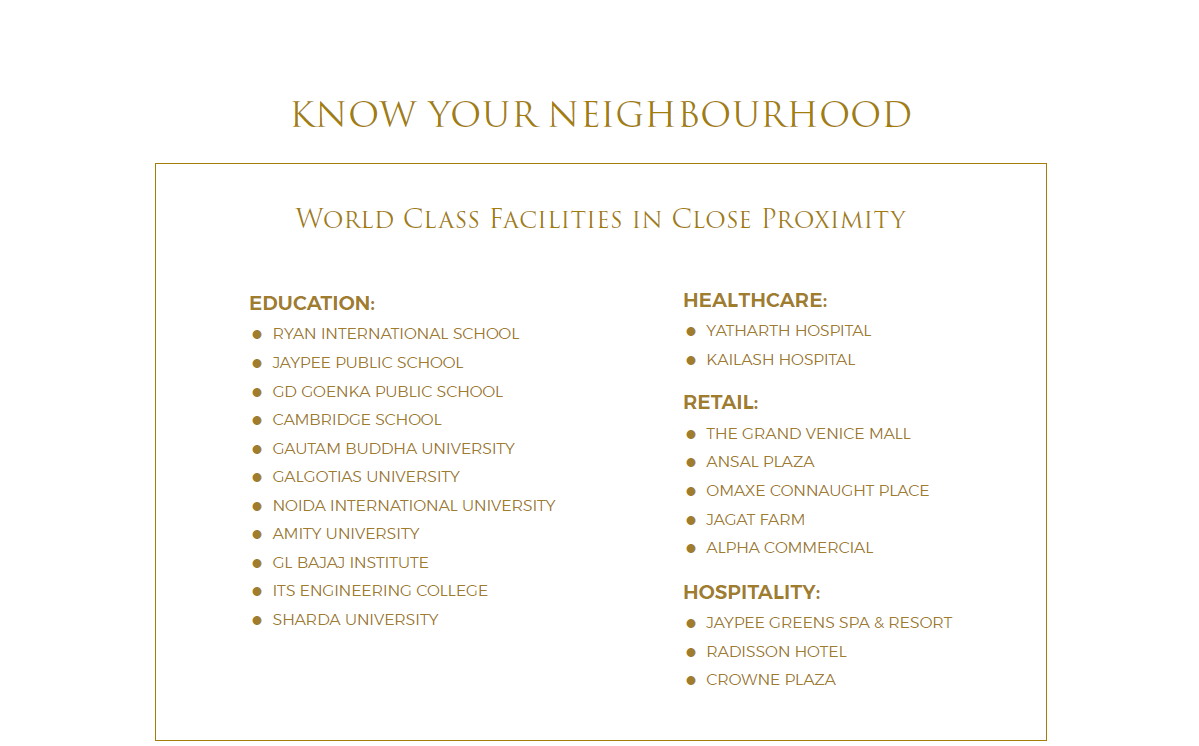 KNOW YOUR NEIGHBOURHOOD
World Class Facilities in Close Proximity
EDUCATION:
RYAN INTERNATIONAL SCHOOL
JAYPEE PUBLIC SCHOOL
GD GOENKA PUBLIC SCHOOL
CAMBRIDGE SCHOOL
GAUTAM BUDDHA UNIVERSITY
GALGOTIAS UNIVERSITY
NOIDA INTERNATIONAL UNIVERSITY
AMITY UNIVERSITY
GL BAJAJ INSTITUTE
ITS ENGINEERING COLLEGE
SHARDA UNIVERSITY
HEALTHCARE:
YATHARTH HOSPITAL
KAILASH HOSPITAL
RETAIL:
THE GRAND VENICE MALL
ANSAL PLAZA
OMAXE CONNAUGHT PLACE
JAGAT FARM
ALPHA COMMERCIAL
HOSPITALITY:
JAYPEE GREENS SPA & RESORT
RADISSON HOTEL
CROWNE PLAZA